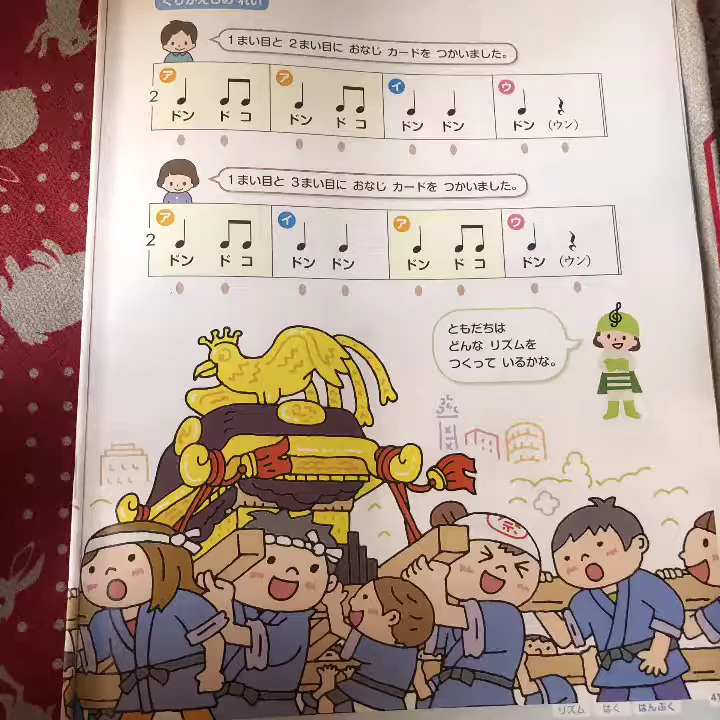 くりかえしの れい
1まい目と 2まい目に おなじ カードを つかいました。
ア ア イ ウ
2
ドン ド コ ドン ド コ ドン ドン ドン (ウン)
1まい目と 3まい目に おなじ カードを つかいました。
ア イ ア ウ
2
ドン ド コ ドン ドン ドン ド コ ドン (ウン)
ともだちは
どんな リズムを
つくって いるかな。
41
リズム はく はんぷく